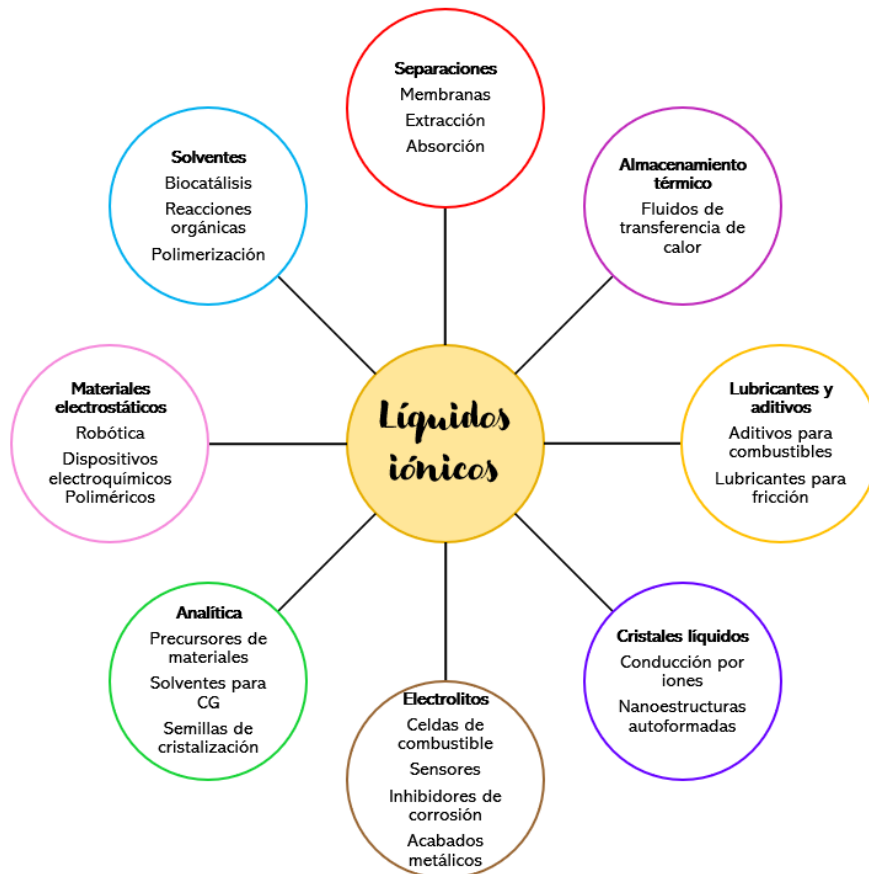 Separaciones
Membranas
Extracción
Absorción
Solventes
Biocatálisis
Reacciones
orgánicas
Polimerización
Almacenamiento
térmico
Fluidos de
transferencia de
calor
Materiales
electrostáticos
Robótica
Dispositivos
electroquímicos
Poliméricos
Líquidos
iónicos
Lubricantes y
aditivos
Aditivos para
combustibles
Lubricantes para
fricción
Analítica
Precursores de
materiales
Solventes para
CG
Semillas de
cristalización
Electrolitos
Celdas de
combustible
Sensores
Inhibidores de
corrosión
Acabados
metálicos
Cristales líquidos
Conducción por
iones
Nanoestructuras
autoformadas